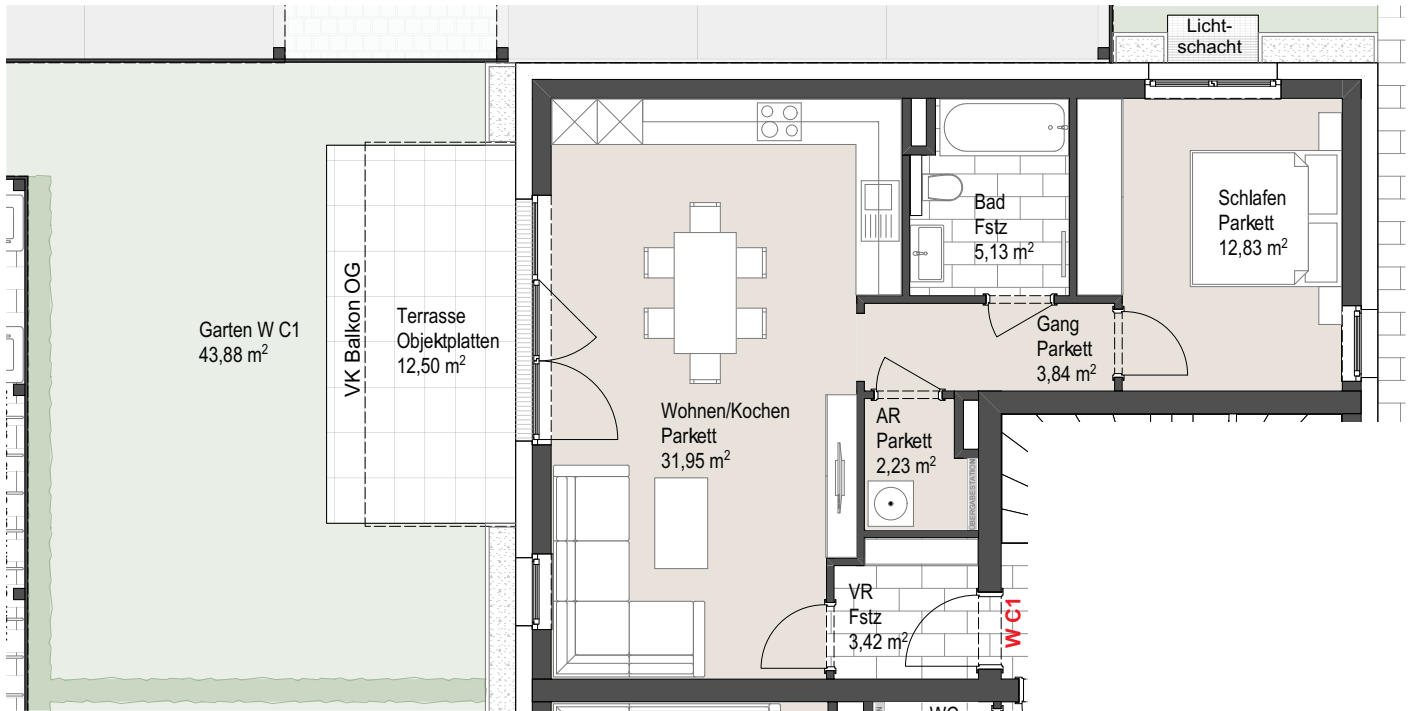 Licht-
schacht
Garten W C1
43,88 m²
VK Balkon OG
Terrasse
Objektplatten
12,50 m²
Wohnen/Kochen
Parkett
31,95 m²
Bad
Fstz
5,13 m²
Schlafen
Parkett
12,83 m²
Gang
Parkett
3,84 m²
AR
Parkett
2,23 m²
ÜBERGABESTATION
VR
Fstz
3,42 m²
W C1
WC